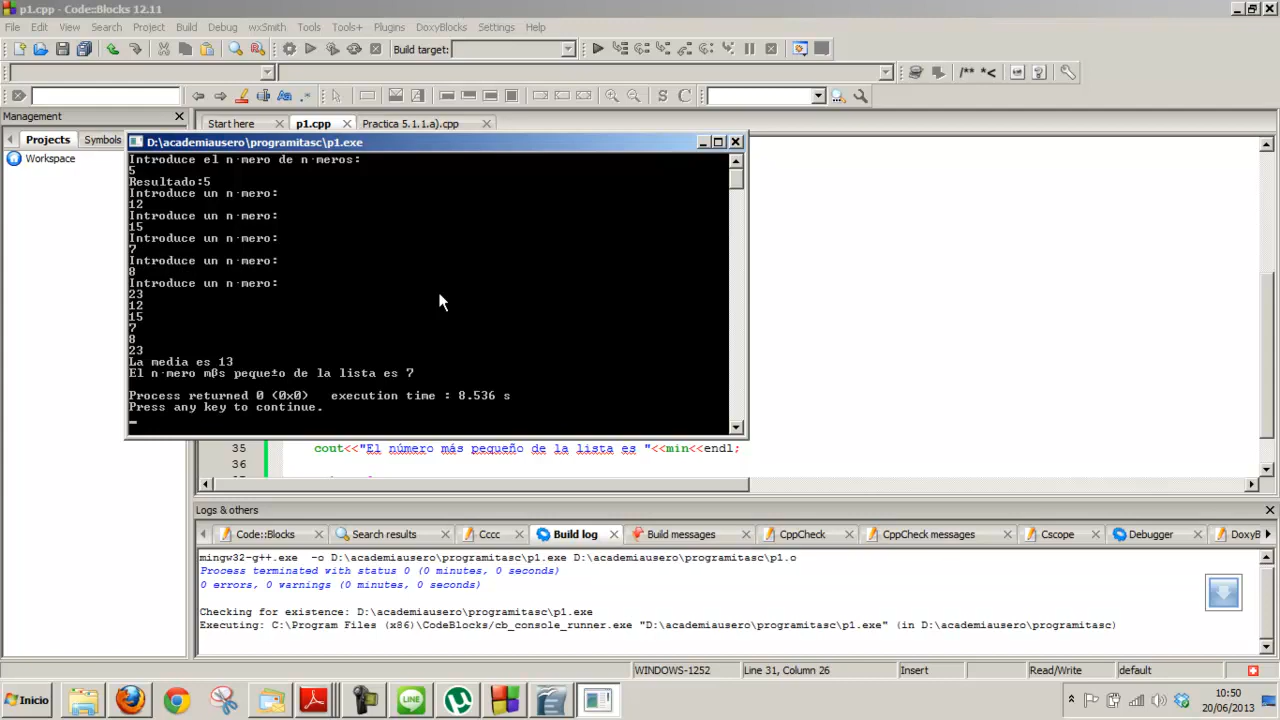 p1.cpp - Code::Blocks 12.11
File Edit View Search Project Build Debug wxSmith Tools Tools+ Plugins DoxyBlocks Settings Help
Build target:
/** *<
S C
Management
Start here p1.cpp Practica 5.1.1.a).cpp
Projects Symbols
Workspace
D:\academiausero\programitasc\p1.exe
Introduce el n·mero de n·meros:
5
Resultado:5
Introduce un n·mero:
12
Introduce un n·mero:
15
Introduce un n·mero:
7
Introduce un n·mero:
8
Introduce un n·mero:
23
12
15
7
8
23
La media es 13
El n·mero mßs peque±o de la lista es 7
Process returned 0 (0x0)   execution time : 8.536 s
Press any key to continue.
35 cout<<"El número más pequeño de la lista es "<<min<<endl;
36
Logs & others
Code::Blocks Search results Cccc Build log Build messages CppCheck CppCheck messages Cscope Debugger DoxyB
mingw32-g++.exe  -o D:\academiausero\programitasc\p1.exe D:\academiausero\programitasc\p1.o
Process terminated with status 0 (0 minutes, 0 seconds)
0 errors, 0 warnings (0 minutes, 0 seconds)
Checking for existence: D:\academiausero\programitasc\p1.exe
Executing: C:\Program Files (x86)\CodeBlocks/cb_console_runner.exe "D:\academiausero\programitasc\p1.exe" (in D:\academiausero\programitasc)
WINDOWS-1252 Line 31, Column 26 Insert Read/Write default
Inicio
LINE
10:50
20/06/2013